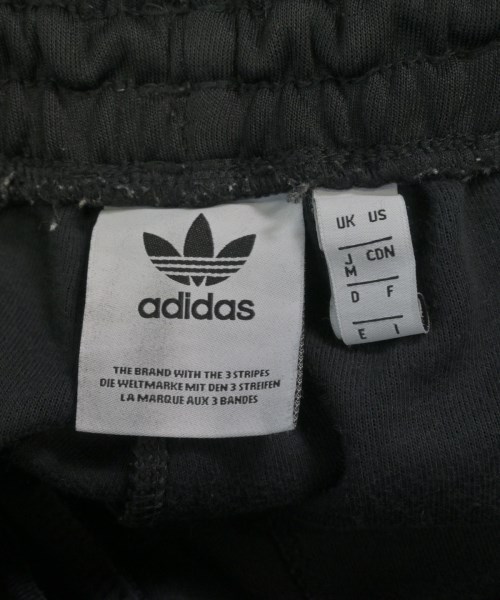 adidas
THE BRAND WITH THE 3 STRIPES
DIE WELTMARKE MIT DEN 3 STREIFEN
LA MARQUE AUX 3 BANDES
UK US
J CDN
M
D F
E I